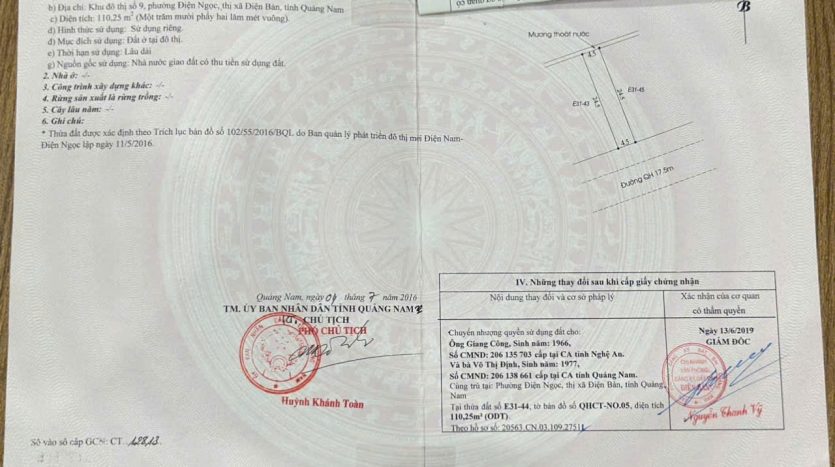 b) Địa chỉ: Khu đô thị số 9, phường Điện Ngọc, thị xã Điện Bàn, tỉnh Quảng Nam
c) Diện tích: 110,25 m² (Một trăm mười phẩy hai lăm mét vuông).
d) Hình thức sử dụng: Sử dụng riêng.
đ) Mục đích sử dụng: Đất ở tại đô thị.
e) Thời hạn sử dụng: Lâu dài
g) Nguồn gốc sử dụng: Nhà nước giao đất có thu tiền sử dụng đất.
2. Nhà ở: -/-
3. Công trình xây dựng khác: -/-
4. Rừng sản xuất là rừng trồng: -/-
5. Cây lâu năm: -/-
6. Ghi chú:
* Thửa đất được xác định theo Trích lục bản đồ số 102/55/2016/BQL do Ban quản lý phát triển đô thị mới Điện Nam-
Điện Ngọc lập ngày 11/5/2016.
B
Mương thoát nước
4.5
E31-43
24.5
24.5
E31-45
4.5
Đường QH 17.5m
Quảng Nam, ngày 01 tháng 7 năm 2016
TM. ỦY BAN NHÂN DÂN TỈNH QUẢNG NAM
CHỦ TỊCH
PHÓ CHỦ TỊCH
Huỳnh Khánh Toàn
Số vào sổ cấp GCN: CT.
IV. Những thay đổi sau khi cấp giấy chứng nhận
Nội dung thay đổi và cơ sở pháp lý
Xác nhận của cơ quan
có thẩm quyền
Chuyển nhượng quyền sử dụng đất cho:
Ông Giang Công, Sinh năm: 1966,
Số CMND: 206 135 703 cấp tại CA tỉnh Nghệ An.
Và bà Võ Thị Định, Sinh năm: 1977,
Số CMND: 206 138 661 cấp tại CA tỉnh Quảng Nam.
Cùng trú tại: Phường Điện Ngọc, thị xã Điện Bàn, tỉnh Quảng
Nam
Tại thửa đất số E31-44, tờ bản đồ số QHCT-NO.05, diện tích
110,25m² (ODT).
Theo hồ sơ số: 20563.CN.03.109.27511
Ngày 13/6/2019
GIÁM ĐỐC
Nguyễn Thanh Vỹ